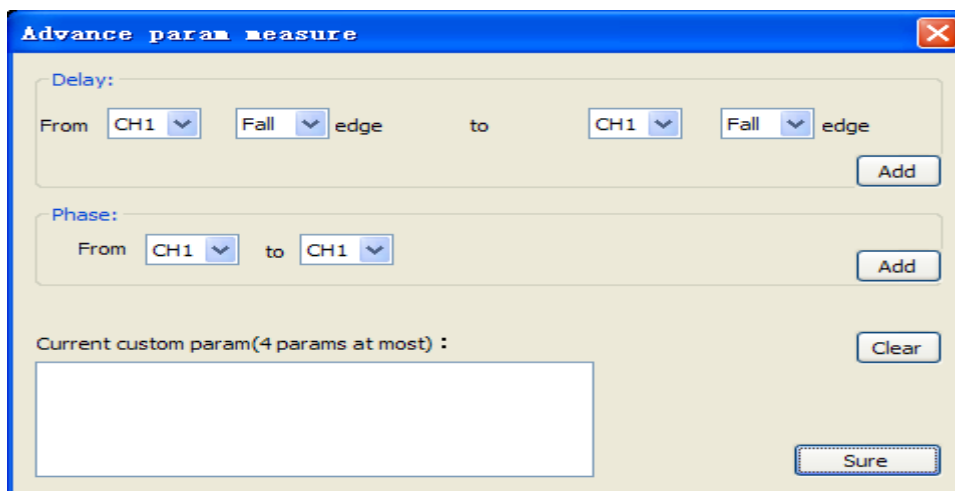 Advance param measure
Delay:
From CH1 Fall edge to CH1 Fall edge
Add
Phase:
From CH1 to CH1
Add
Current custom param(4 params at most) :
Clear
Sure